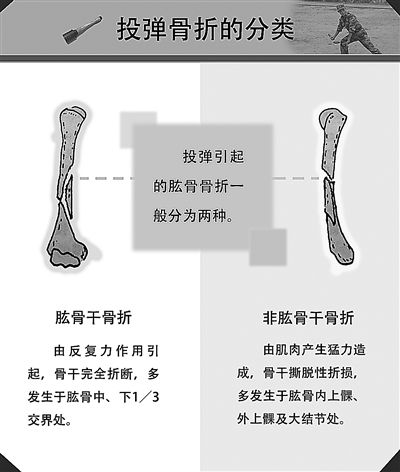 投弹骨折的分类
投弹引起
的肱骨骨折一
般分为两种。
肱骨干骨折
由反复力作用引
起，骨干完全折断，多
发生于肱骨中、下1／3
交界处。
非肱骨干骨折
由肌肉产生猛力造
成，骨干撕脱性折损，
多发生于肱骨内上髁、
外上髁及大结节处。